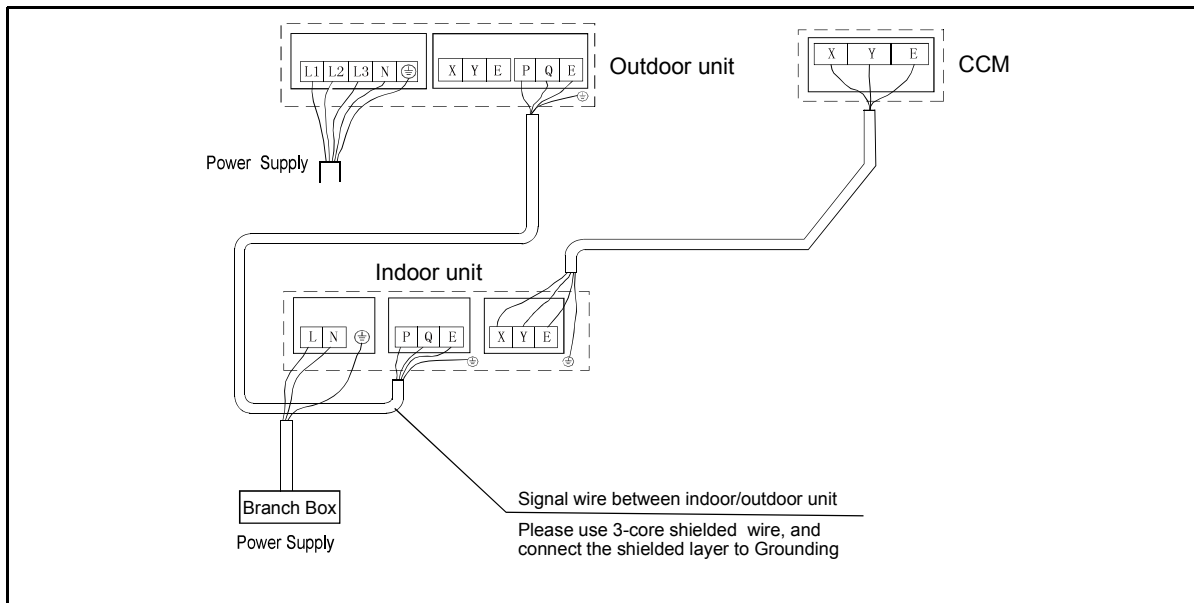 L1 L2 L3 N
X Y E P Q E
Outdoor unit
X Y E
CCM
Power Supply
Indoor unit
L N
P Q E
X Y E
Branch Box
Power Supply
Signal wire between indoor/outdoor unit
Please use 3-core shielded wire, and
connect the shielded layer to Grounding